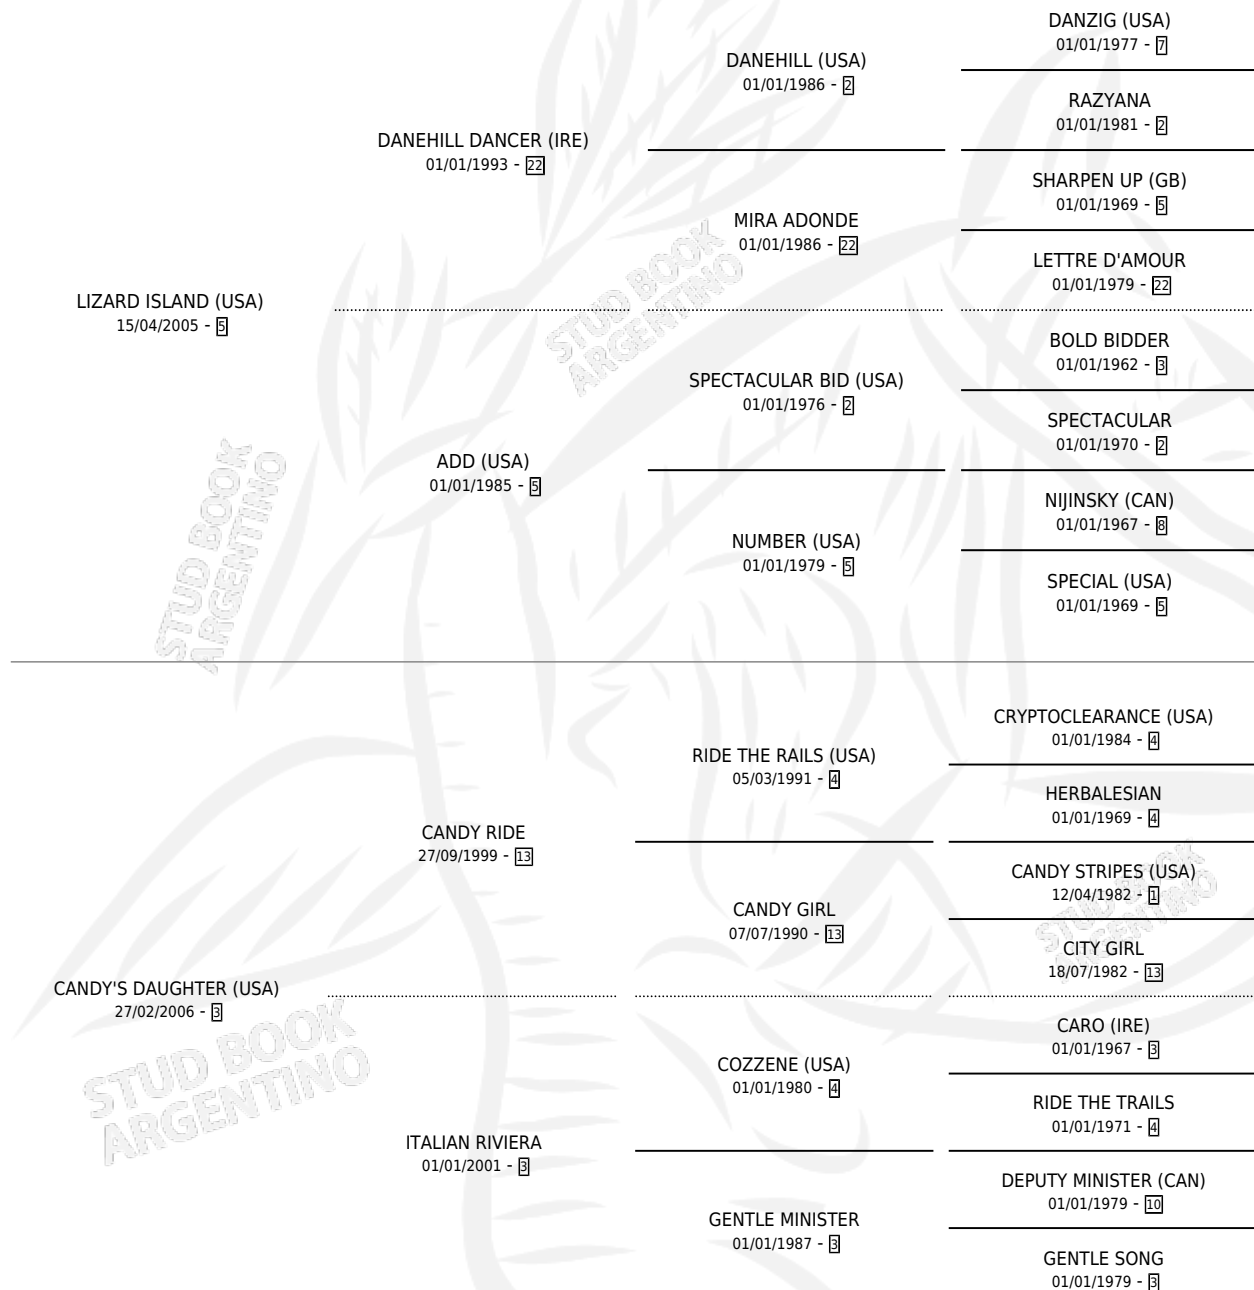 DANZIG (USA)
01/01/1977 - 7
DANEHILL (USA)
01/01/1986 - 2
RAZYANA
01/01/1981 - 2
DANEHILL DANCER (IRE)
01/01/1993 - 22
SHARPEN UP (GB)
01/01/1969 - 5
MIRA ADONDE
01/01/1986 - 22
LETTRE D'AMOUR
01/01/1979 - 22
LIZARD ISLAND (USA)
15/04/2005 - 5
STUD BOOK
ARGENTINO
BOLD BIDDER
01/01/1962 - 3
SPECTACULAR BID (USA)
01/01/1976 - 2
SPECTACULAR
01/01/1970 - 2
ADD (USA)
01/01/1985 - 5
NIJINSKY (CAN)
01/01/1967 - 8
NUMBER (USA)
01/01/1979 - 5
SPECIAL (USA)
01/01/1969 - 5
STUD BOOK
ARGENTINO
CRYPTOCLEARANCE (USA)
01/01/1984 - 4
RIDE THE RAILS (USA)
05/03/1991 - 4
HERBALESIAN
01/01/1969 - 4
CANDY RIDE
27/09/1999 - 13
CANDY STRIPES (USA)
12/04/1982 - 1
CANDY GIRL
07/07/1990 - 13
STUD BOOK
ARGENTINO
CITY GIRL
18/07/1982 - 13
CANDY'S DAUGHTER (USA)
27/02/2006 - 3
STUD BOOK
ARGENTINO
CARO (IRE)
01/01/1967 - 3
COZZENE (USA)
01/01/1980 - 4
RIDE THE TRAILS
01/01/1971 - 4
ITALIAN RIVIERA
01/01/2001 - 3
DEPUTY MINISTER (CAN)
01/01/1979 - 10
GENTLE MINISTER
01/01/1987 - 3
GENTLE SONG
01/01/1979 - 3